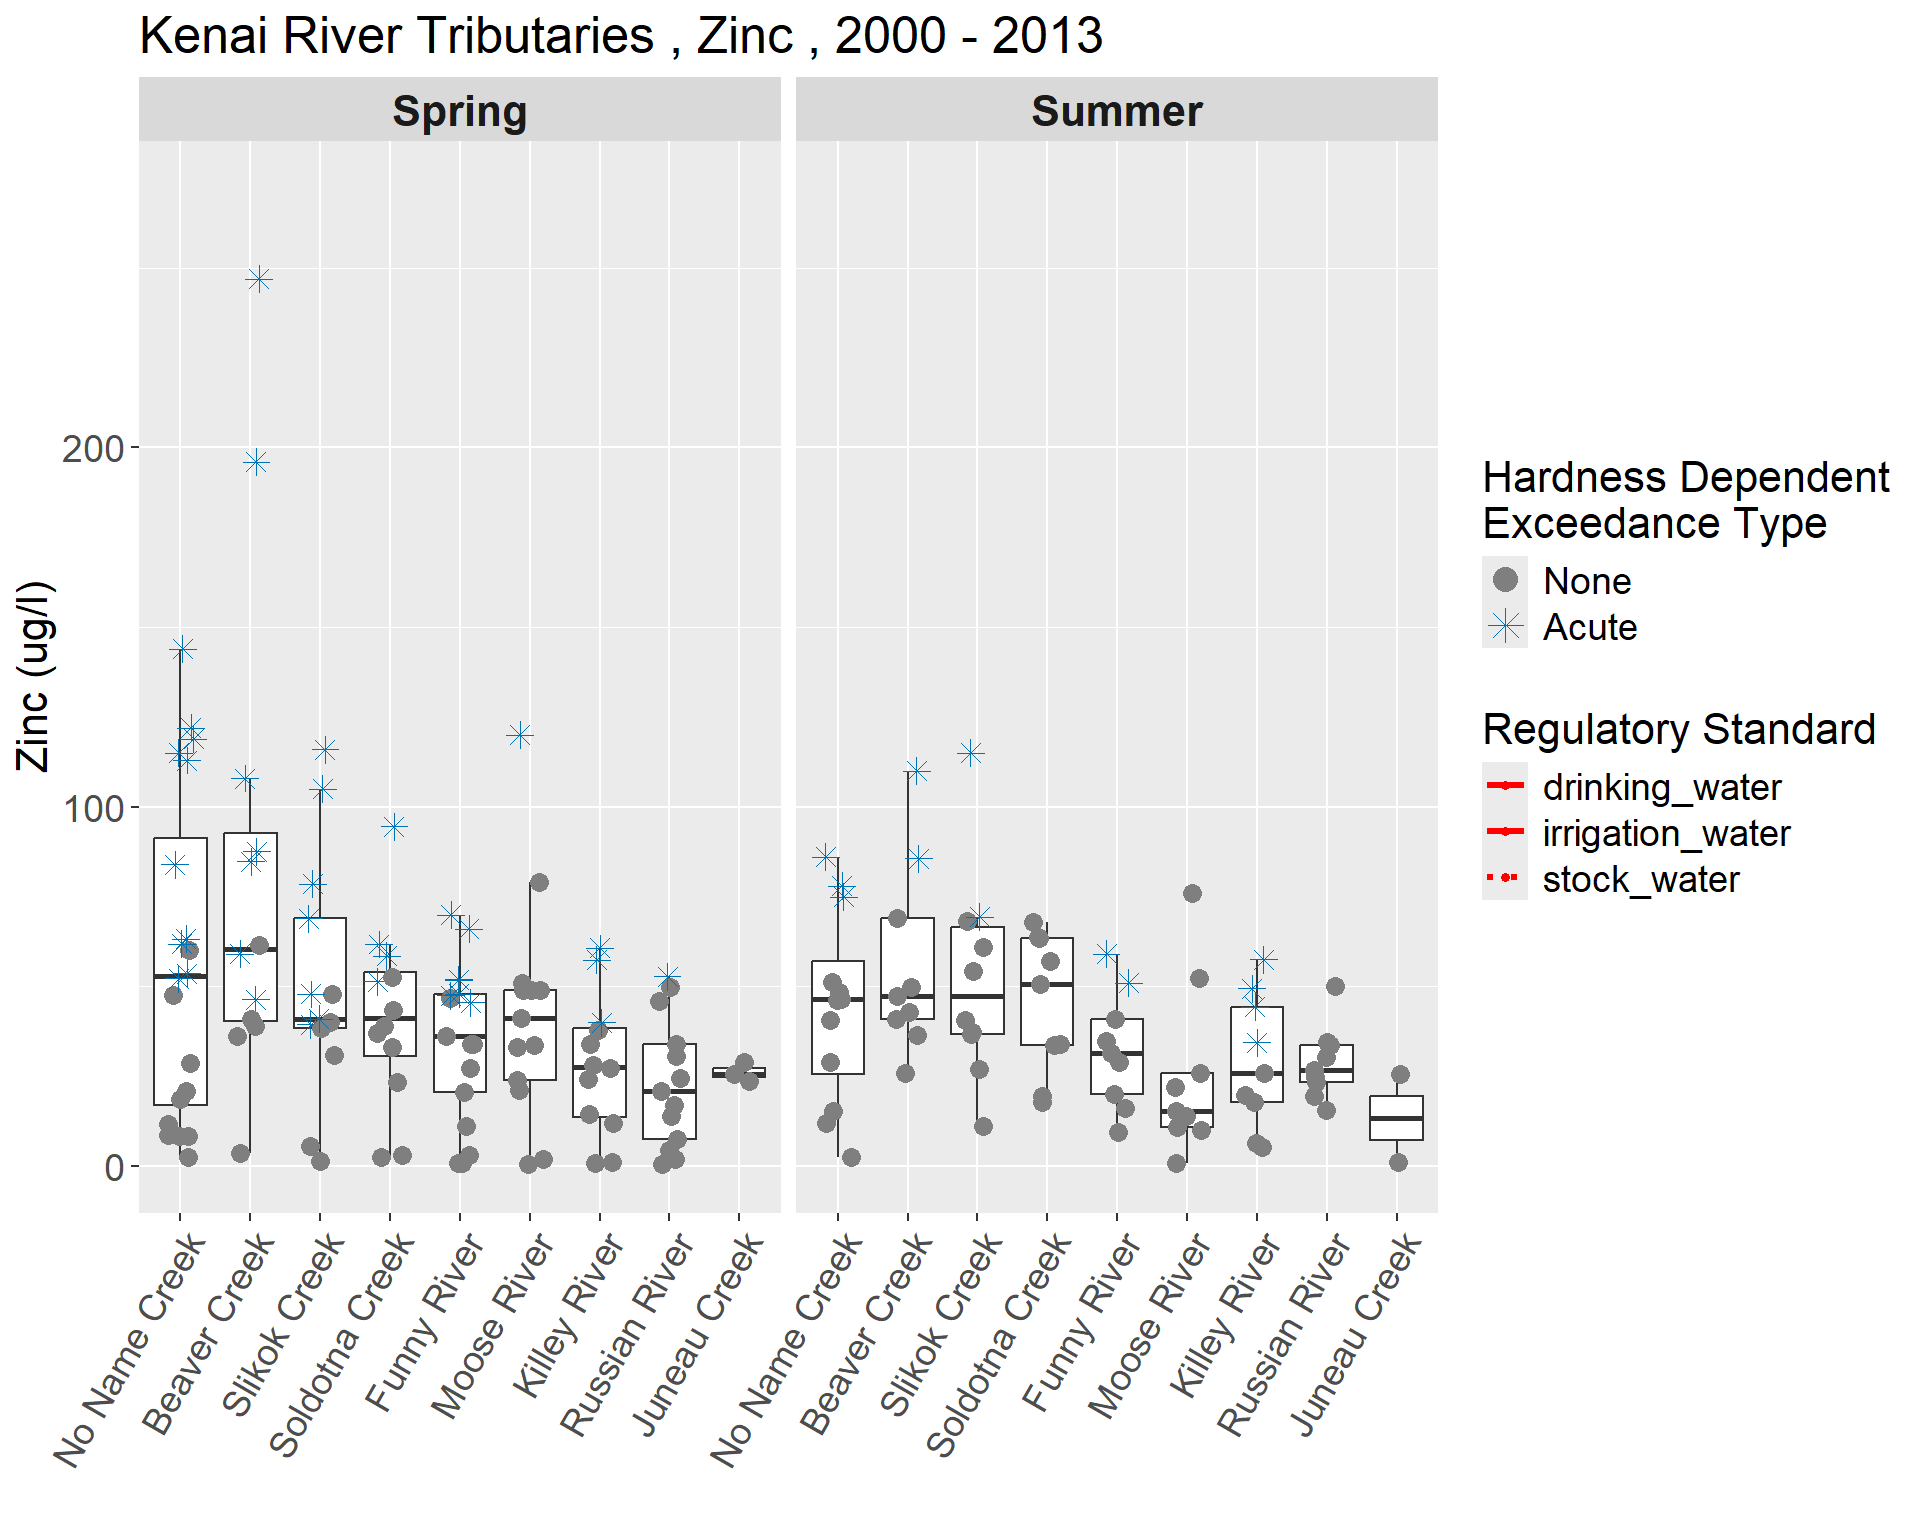 Kenai River Tributaries , Zinc , 2000 - 2013
Spring
Summer
Zinc (ug/l)
200
100
0
No Name Creek
Beaver Creek
Slikok Creek
Soldotna Creek
Funny River
Moose River
Killey River
Russian River
Juneau Creek
No Name Creek
Beaver Creek
Slikok Creek
Soldotna Creek
Funny River
Moose River
Killey River
Russian River
Juneau Creek
Hardness Dependent
Exceedance Type
None
Acute
Regulatory Standard
drinking_water
irrigation_water
stock_water